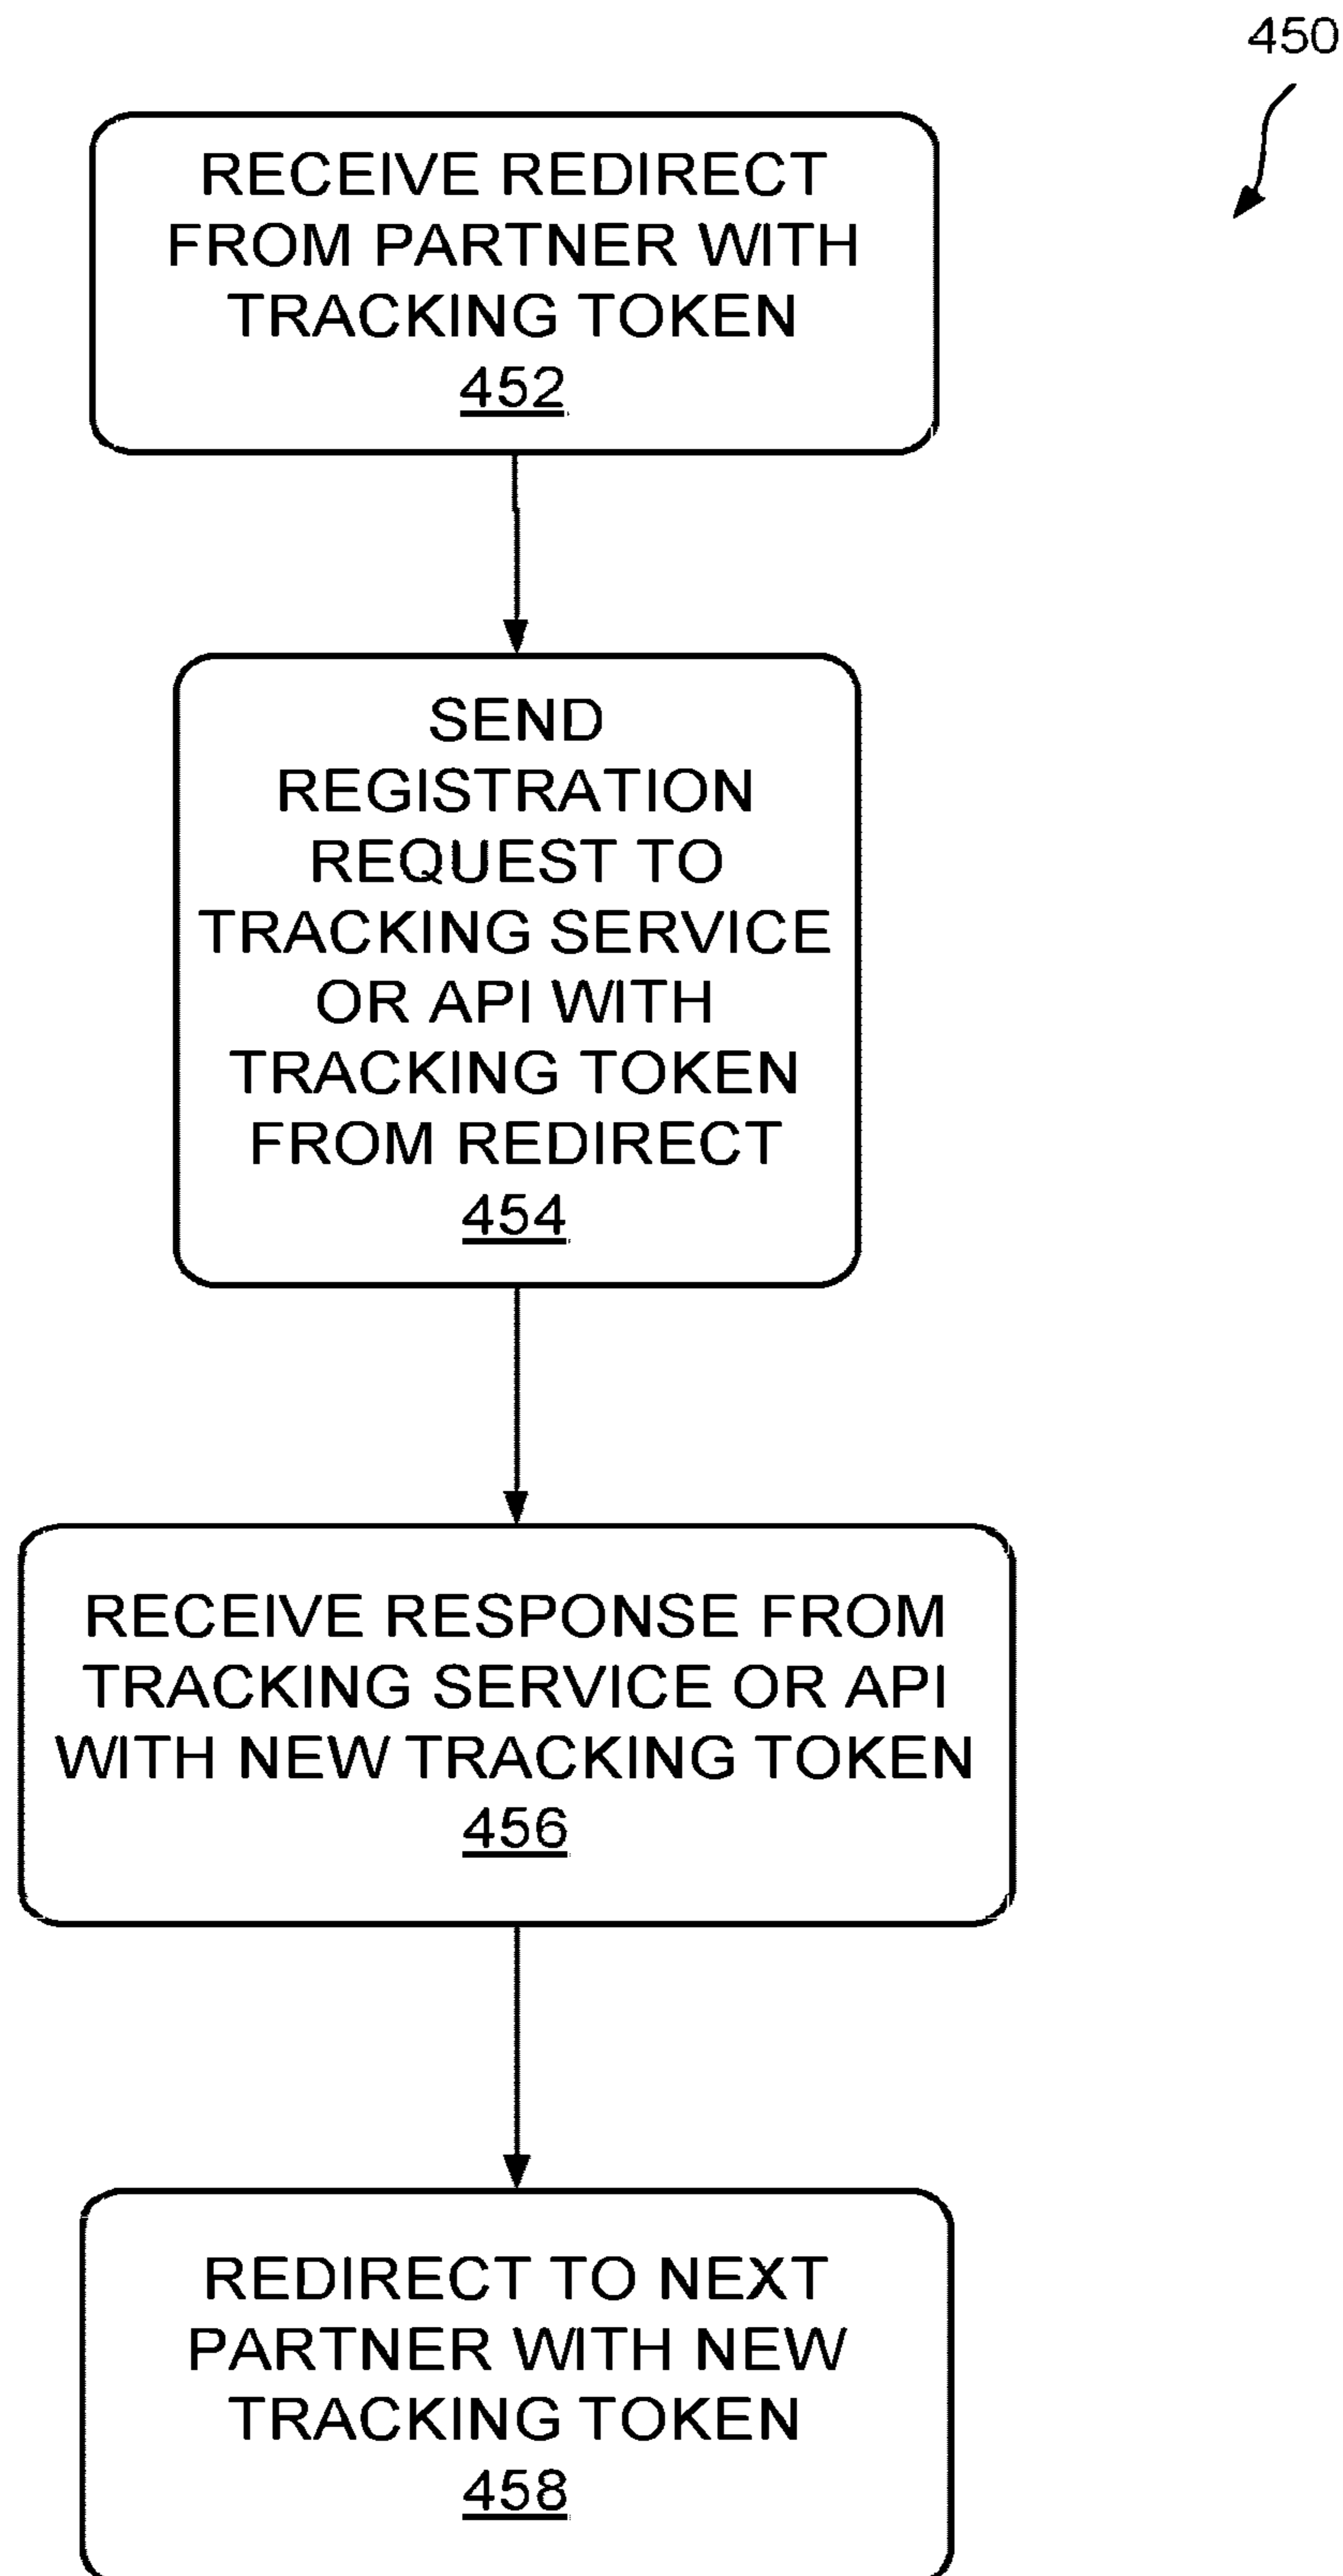 450
RECEIVE REDIRECT
FROM PARTNER WITH
TRACKING TOKEN
452
SEND
REGISTRATION
REQUEST TO
TRACKING SERVICE
OR API WITH
TRACKING TOKEN
FROM REDIRECT
454
RECEIVE RESPONSE FROM
TRACKING SERVICE OR API
WITH NEW TRACKING TOKEN
456
REDIRECT TO NEXT
PARTNER WITH NEW
TRACKING TOKEN
458